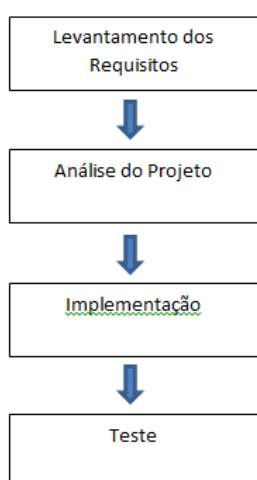 Levantamento dos
Requisitos
Análise do Projeto
Implementação
Teste